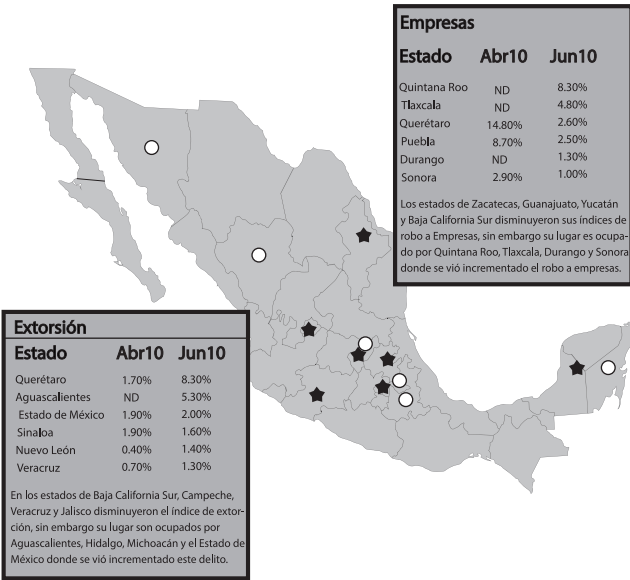 Empresas
Estado Abr10 Jun10
Quintana Roo ND 8.30%
Tlaxcala ND 4.80%
Querétaro 14.80% 2.60%
Puebla 8.70% 2.50%
Durango ND 1.30%
Sonora 2.90% 1.00%
Los estados de Zacatecas, Guanajuato, Yucatán
y Baja California Sur disminuyeron sus índices de
robo a Empresas, sin embargo su lugar es ocupa-
do por Quintana Roo, Tlaxcala, Durango y Sonora
donde se vió incrementado el robo a empresas.
Extorsión
Estado Abr10 Jun10
Querétaro 1.70% 8.30%
Aguascalientes ND 5.30%
Estado de México 1.90% 2.00%
Sinaloa 1.90% 1.60%
Nuevo León 0.40% 1.40%
Veracruz 0.70% 1.30%
En los estados de Baja California Sur, Campeche,
Veracruz y Jalisco disminuyeron el índice de extor-
ción, sin embargo su lugar son ocupados por
Aguascalientes, Hidalgo, Michoacán y el Estado de
México donde se vió incrementado este delito.